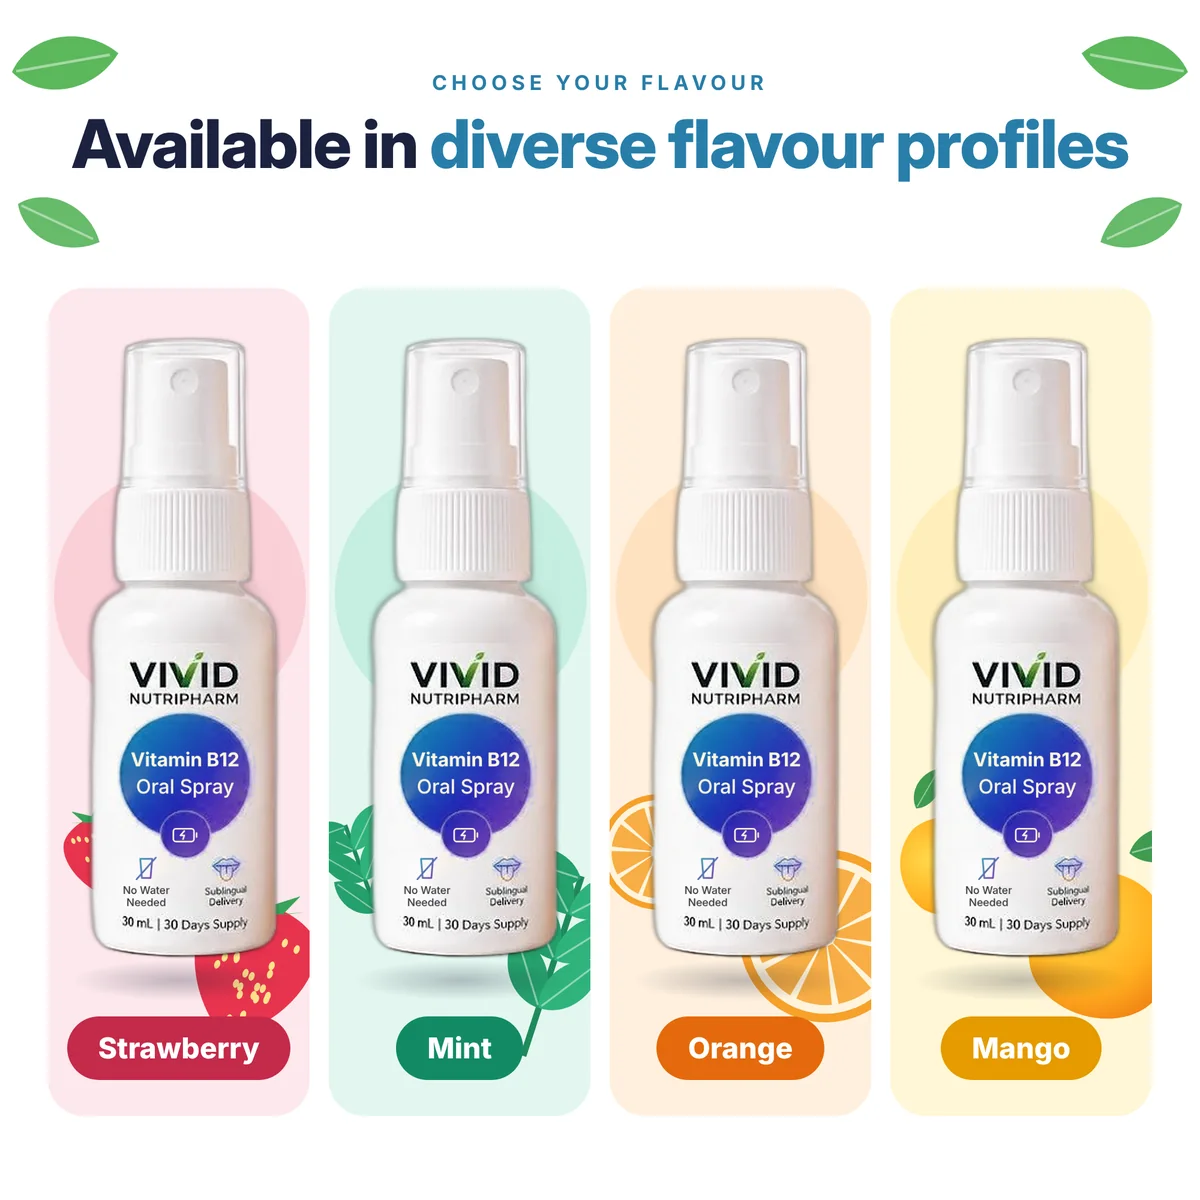 CHOOSE YOUR FLAVOUR
Available in diverse flavour profiles
VIVID
NUTRIPHARM
Vitamin B12
Oral Spray
No Water
Needed
Sublingual
Delivery
30 mL | 30 Days Supply
Strawberry
VIVID
NUTRIPHARM
Vitamin B12
Oral Spray
No Water
Needed
Sublingual
Delivery
30 mL | 30 Days Supply
Mint
VIVID
NUTRIPHARM
Vitamin B12
Oral Spray
No Water
Needed
Sublingual
Delivery
30 mL | 30 Days Supply
Orange
VIVID
NUTRIPHARM
Vitamin B12
Oral Spray
No Water
Needed
Sublingual
Delivery
30 mL | 30 Days Supply
Mango